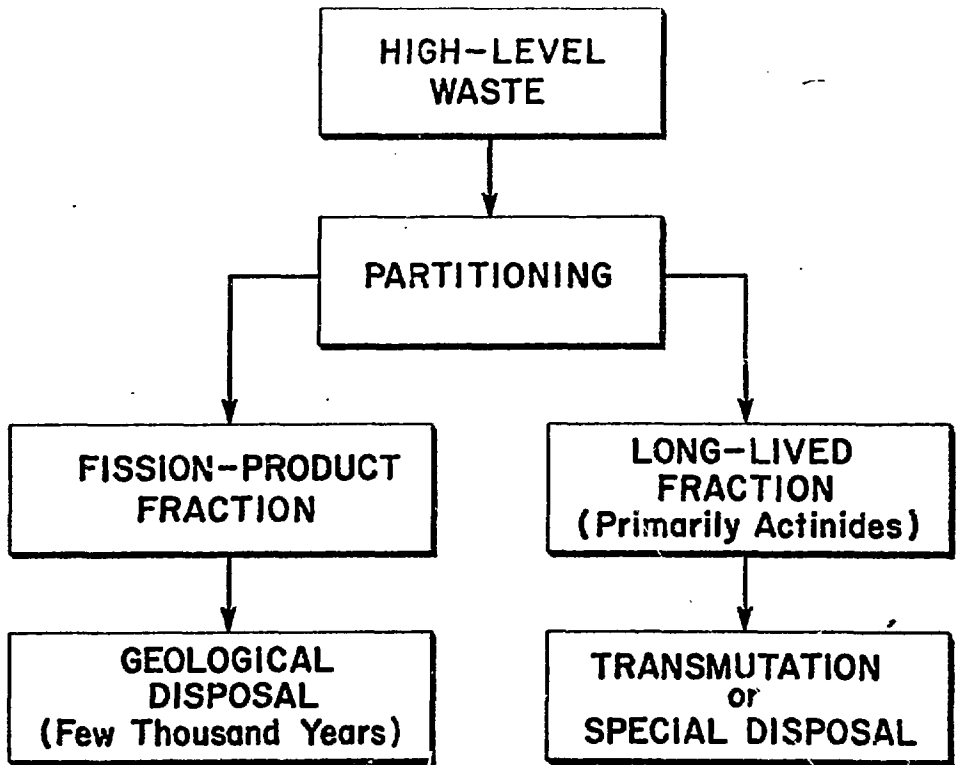 HIGH-LEVEL
WASTE
PARTITIONING
FISSION-PRODUCT
FRACTION
LONG-LIVED
FRACTION
(Primarily Actinides)
GEOLOGICAL
DISPOSAL
(Few Thousand Years)
TRANSMUTATION
or
SPECIAL DISPOSAL